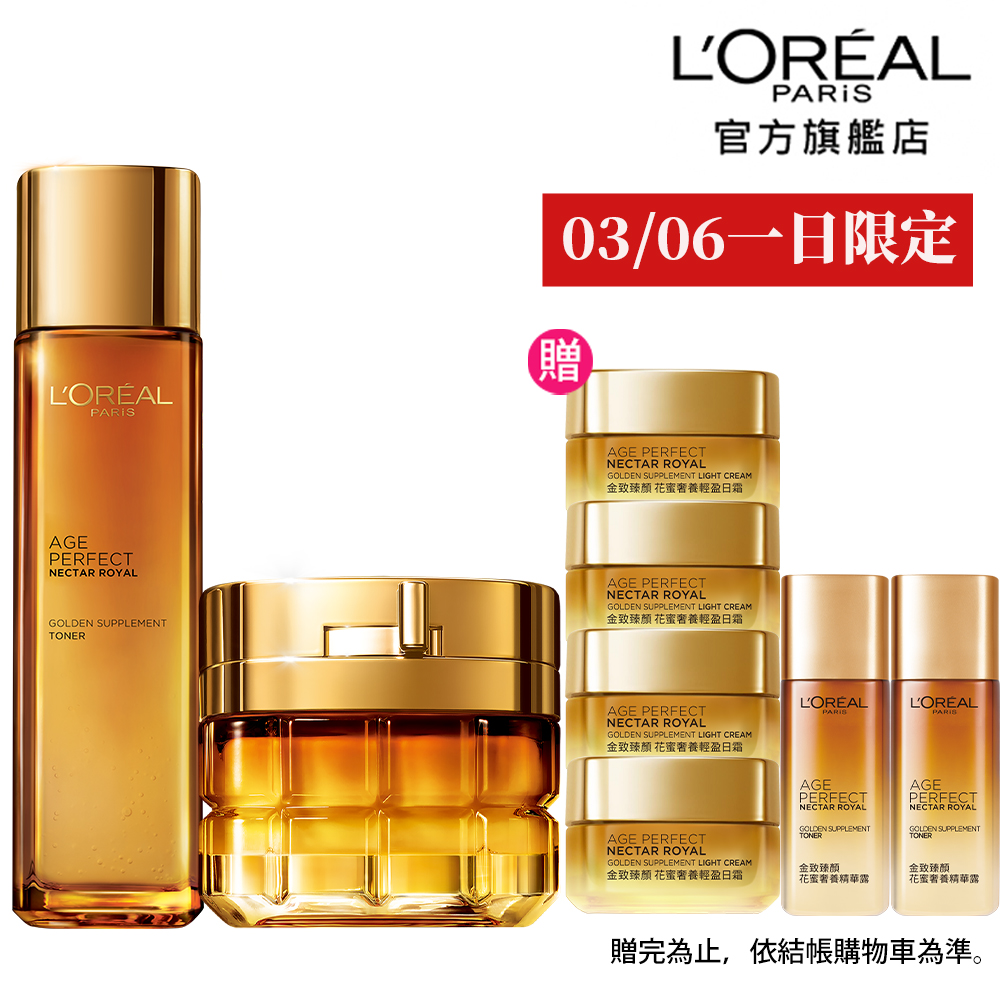 L'ORÉAL
PARiS
官方旗艦店
03/06一日限定
L'ORÉAL
PARIS
AGE
PERFECT
NECTAR ROYAL
GOLDEN SUPPLEMENT
TONER
贈
AGE PERFECT
NECTAR ROYAL
GOLDEN SUPPLEMENT LIGHT CREAM
金致臻顏 花蜜奢養輕盈日霜
AGE PERFECT
NECTAR ROYAL
GOLDEN SUPPLEMENT LIGHT CREAM
金致臻顏 花蜜奢養輕盈日霜
AGE PERFECT
NECTAR ROYAL
GOLDEN SUPPLEMENT LIGHT CREAM
金致臻顏 花蜜奢養輕盈日霜
AGE PERFECT
NECTAR ROYAL
GOLDEN SUPPLEMENT LIGHT CREAM
金致臻顏 花蜜奢養輕盈日霜
L'ORÉAL
PARIS
AGE
PERFECT
NECTAR ROYAL
GOLDEN SUPPLEMENT
TONER
金致臻顏
花蜜奢養精華露
L'ORÉAL
PARIS
AGE
PERFECT
NECTAR ROYAL
GOLDEN SUPPLEMENT
TONER
金致臻顏
花蜜奢養精華露
贈完為止，依結帳購物車為準。